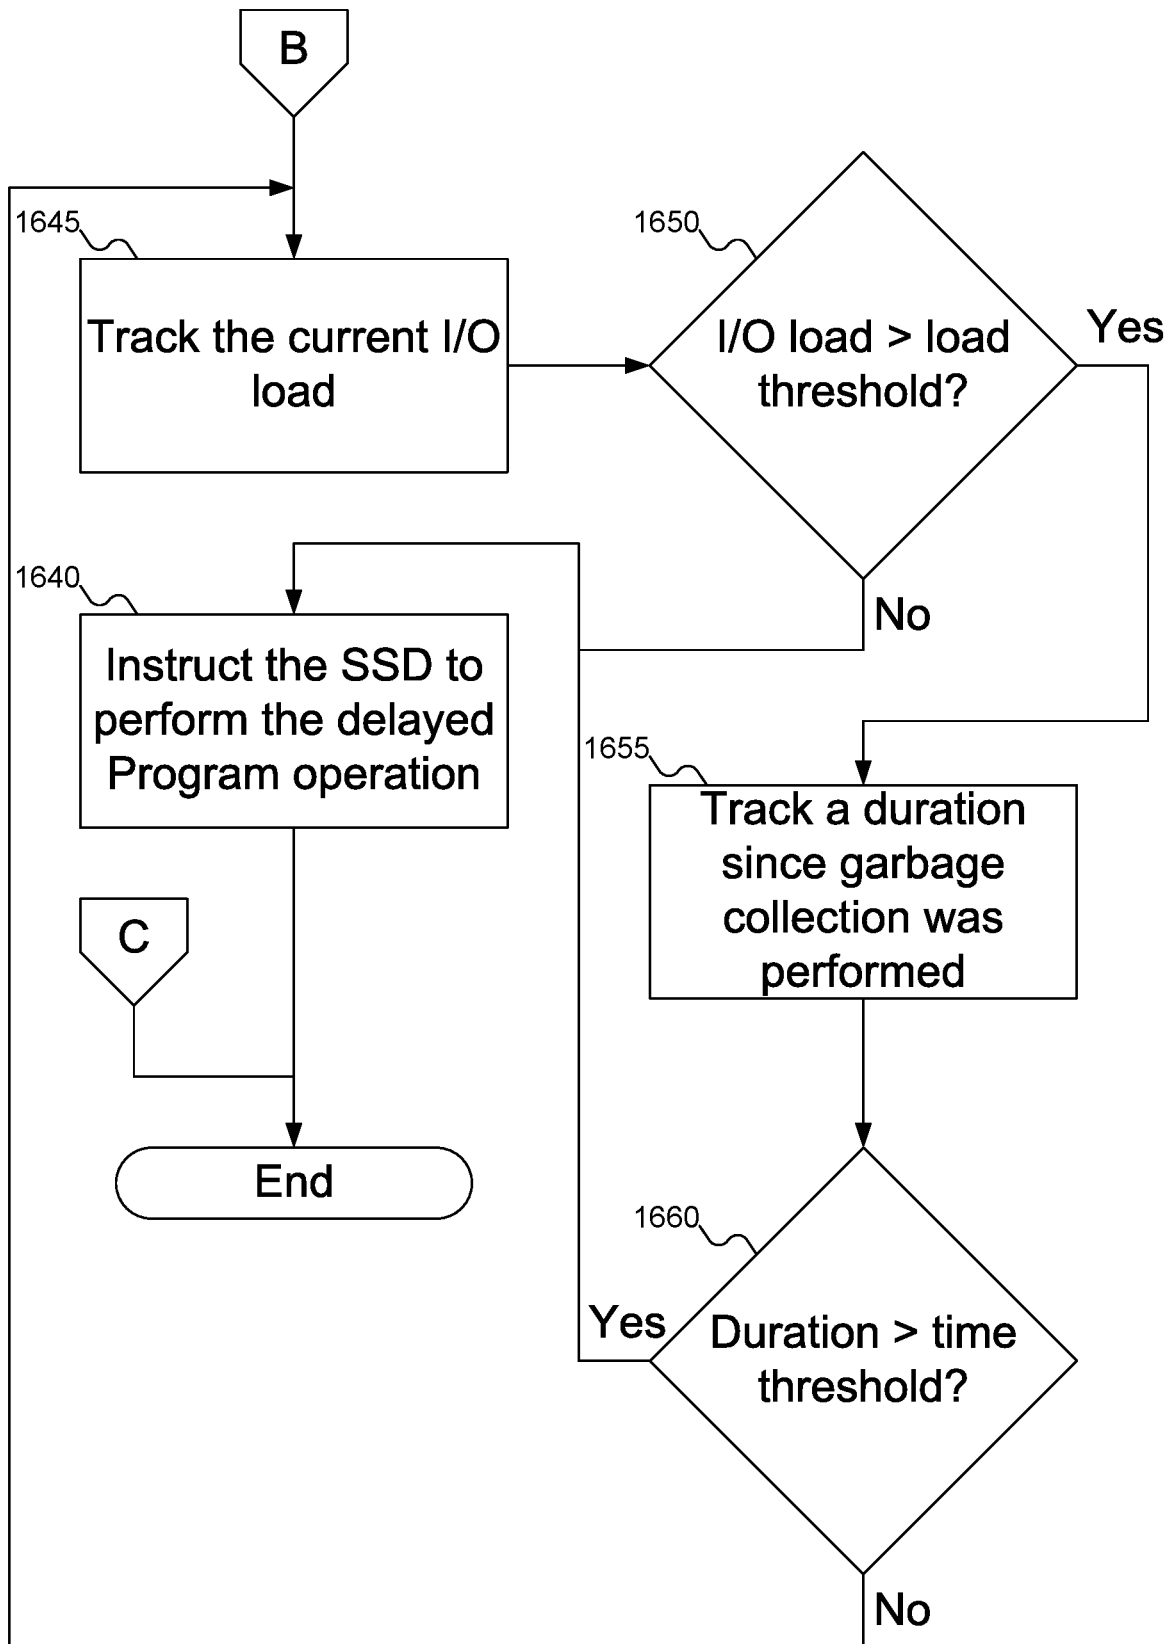 B
1645
Track the current I/O
load
1650
I/O load > load
threshold?
Yes
No
1640
Instruct the SSD to
perform the delayed
Program operation
1655
Track a duration
since garbage
collection was
performed
C
End
1660
Duration > time
threshold?
Yes
No